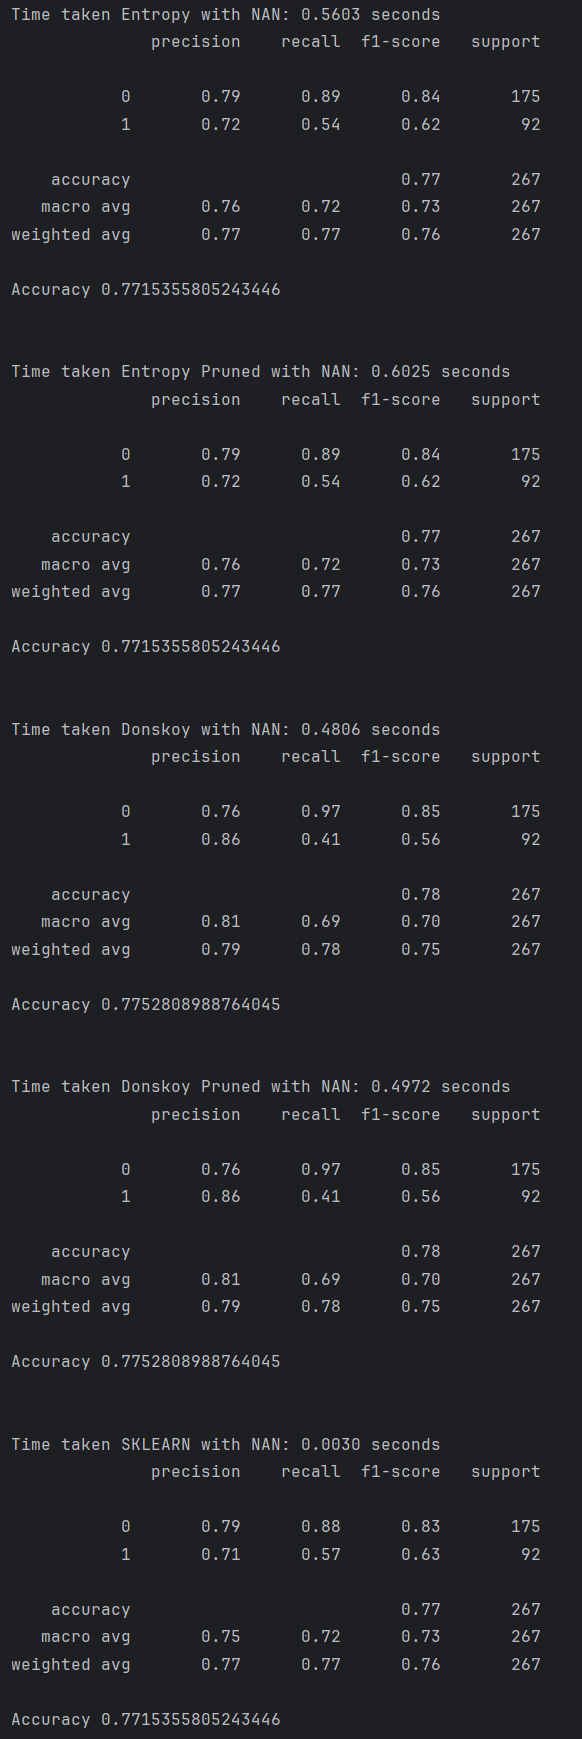 Time taken Entropy with NAN: 0.5603 seconds
precision recall f1-score support
0 0.79 0.89 0.84 175
1 0.72 0.54 0.62 92
accuracy 0.77 267
macro avg 0.76 0.72 0.73 267
weighted avg 0.77 0.77 0.76 267
Accuracy 0.7715355805243446
Time taken Entropy Pruned with NAN: 0.6025 seconds
precision recall f1-score support
0 0.79 0.89 0.84 175
1 0.72 0.54 0.62 92
accuracy 0.77 267
macro avg 0.76 0.72 0.73 267
weighted avg 0.77 0.77 0.76 267
Accuracy 0.7715355805243446
Time taken Donskoy with NAN: 0.4806 seconds
precision recall f1-score support
0 0.76 0.97 0.85 175
1 0.86 0.41 0.56 92
accuracy 0.78 267
macro avg 0.81 0.69 0.70 267
weighted avg 0.79 0.78 0.75 267
Accuracy 0.7752808988764045
Time taken Donskoy Pruned with NAN: 0.4972 seconds
precision recall f1-score support
0 0.76 0.97 0.85 175
1 0.86 0.41 0.56 92
accuracy 0.78 267
macro avg 0.81 0.69 0.70 267
weighted avg 0.79 0.78 0.75 267
Accuracy 0.7752808988764045
Time taken SKLEARN with NAN: 0.0030 seconds
precision recall f1-score support
0 0.79 0.88 0.83 175
1 0.71 0.57 0.63 92
accuracy 0.77 267
macro avg 0.75 0.72 0.73 267
weighted avg 0.77 0.77 0.76 267
Accuracy 0.7715355805243446